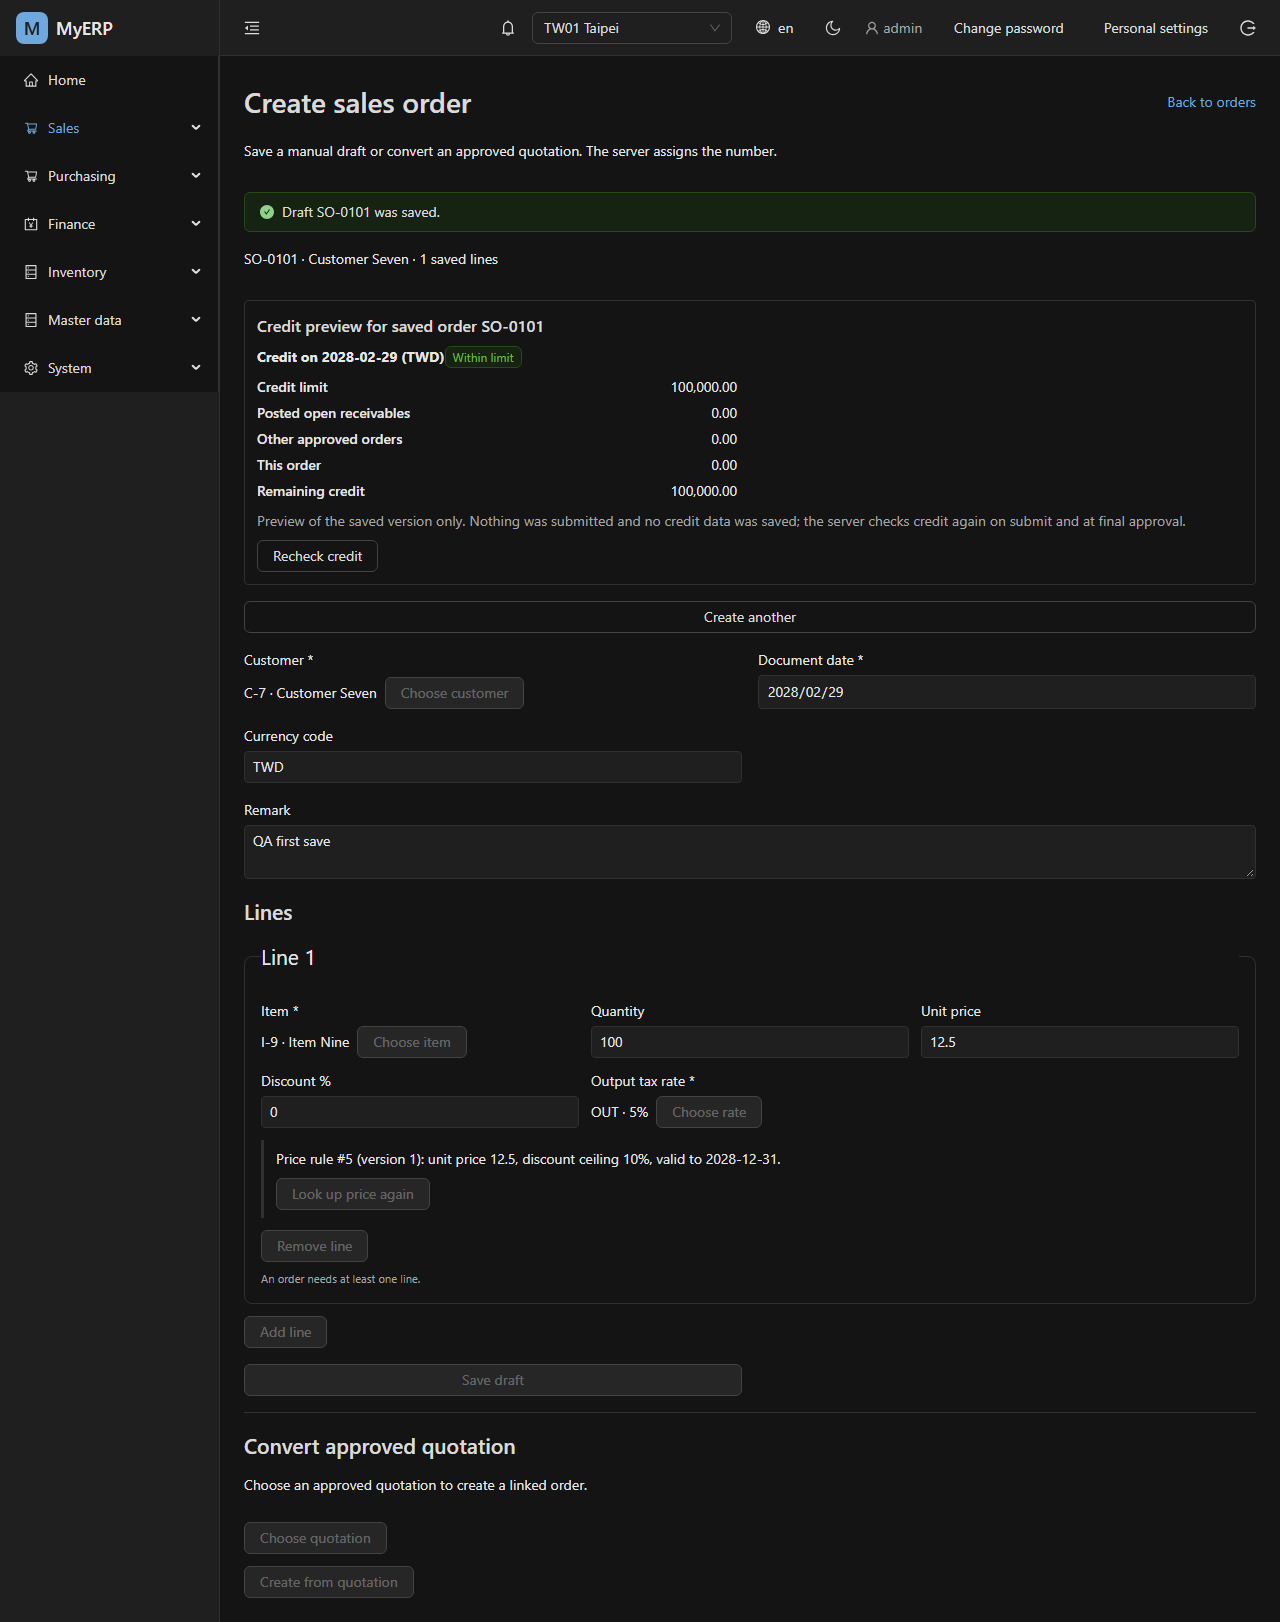 M MyERP
TW01 Taipei
en
admin
Change password
Personal settings
Home
Sales
Purchasing
Finance
Inventory
Master data
System
Create sales order
Back to orders
Save a manual draft or convert an approved quotation. The server assigns the number.
Draft SO-0101 was saved.
SO-0101 · Customer Seven · 1 saved lines
Credit preview for saved order SO-0101
Credit on 2028-02-29 (TWD) Within limit
Credit limit 100,000.00
Posted open receivables 0.00
Other approved orders 0.00
This order 0.00
Remaining credit 100,000.00
Preview of the saved version only. Nothing was submitted and no credit data was saved; the server checks credit again on submit and at final approval.
Recheck credit
Create another
Customer *
C-7 · Customer Seven Choose customer
Document date *
2028/02/29
Currency code
TWD
Remark
QA first save
Lines
Line 1
Item *
I-9 · Item Nine Choose item
Quantity
100
Unit price
12.5
Discount %
0
Output tax rate *
OUT · 5% Choose rate
Price rule #5 (version 1): unit price 12.5, discount ceiling 10%, valid to 2028-12-31.
Look up price again
Remove line
An order needs at least one line.
Add line
Save draft
Convert approved quotation
Choose an approved quotation to create a linked order.
Choose quotation
Create from quotation